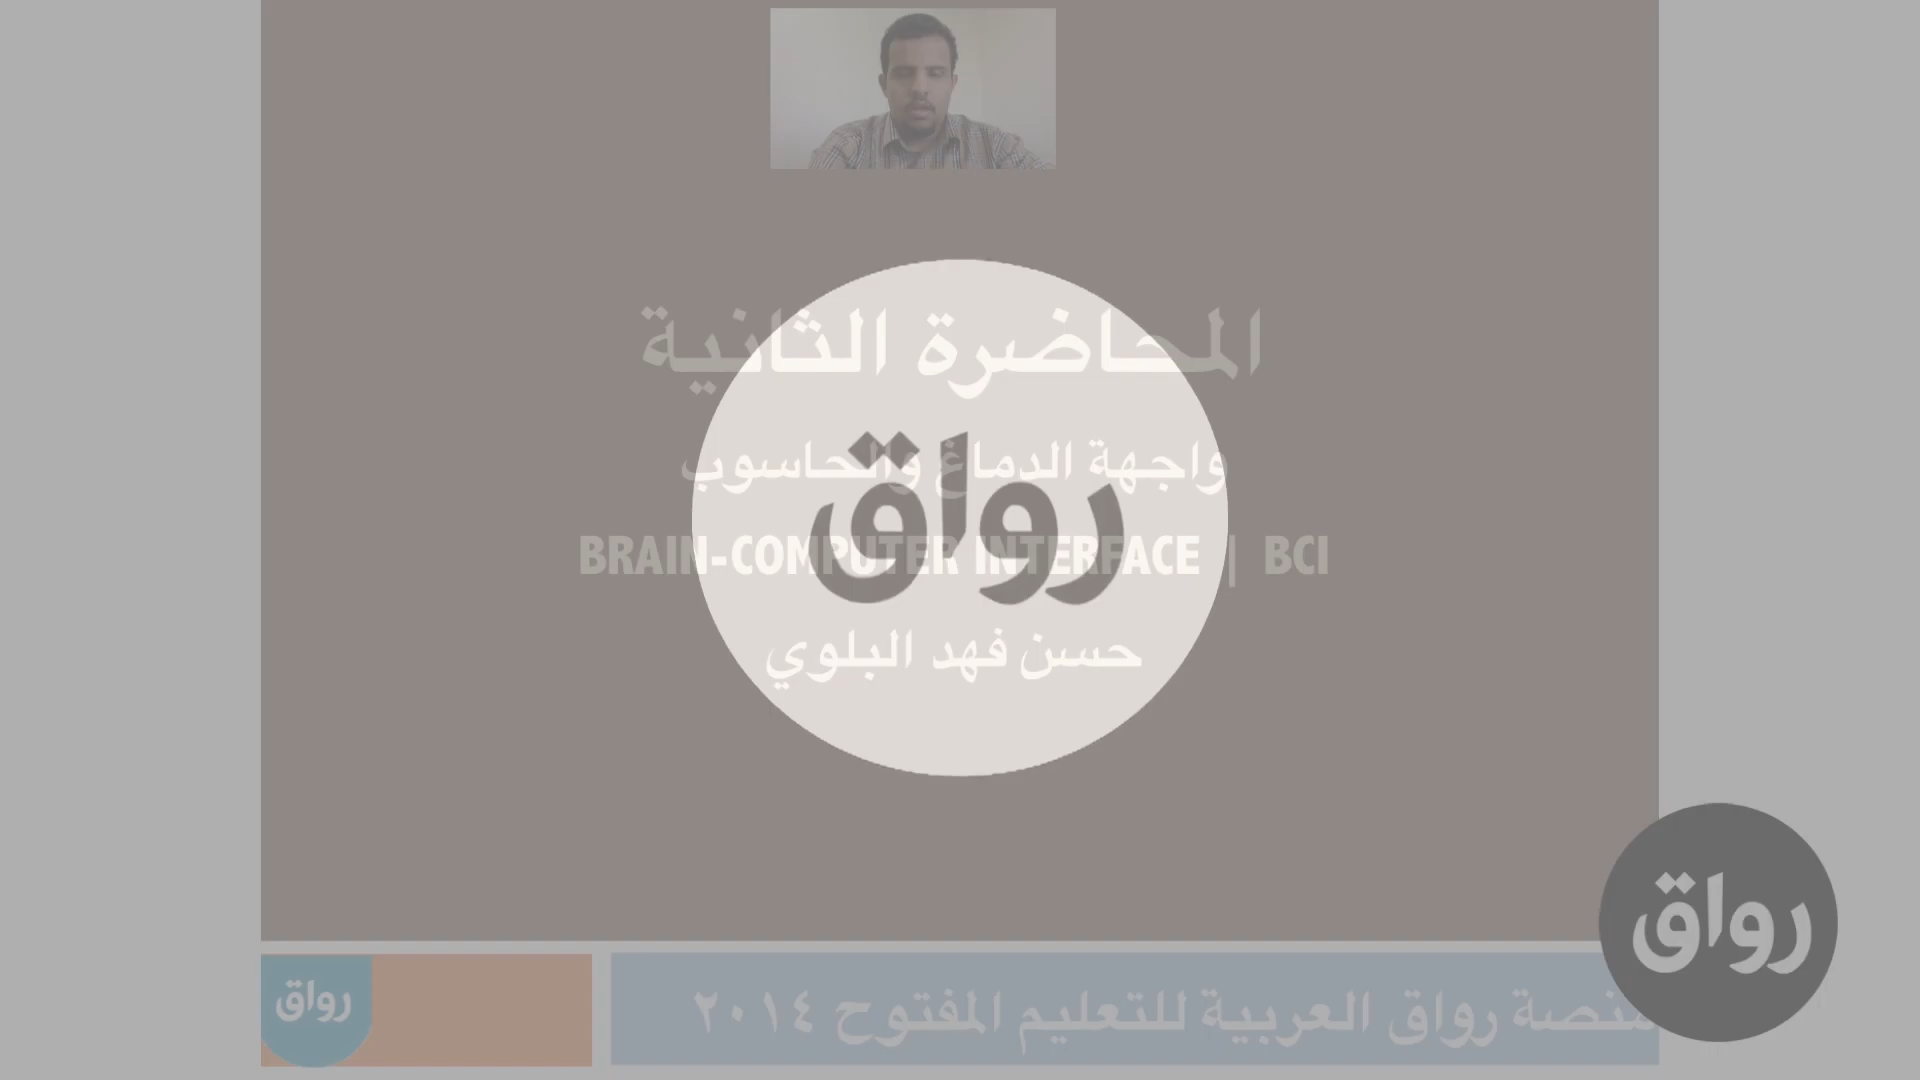 المحاضرة الثانية
واجهة الدماغ والحاسوب
رواق
BRAIN-COMPUTER INTERFACE | BCI
حسن فهد البلوي
رواق
منصة رواق العربية للتعليم المفتوح ٢٠١٤
رواق